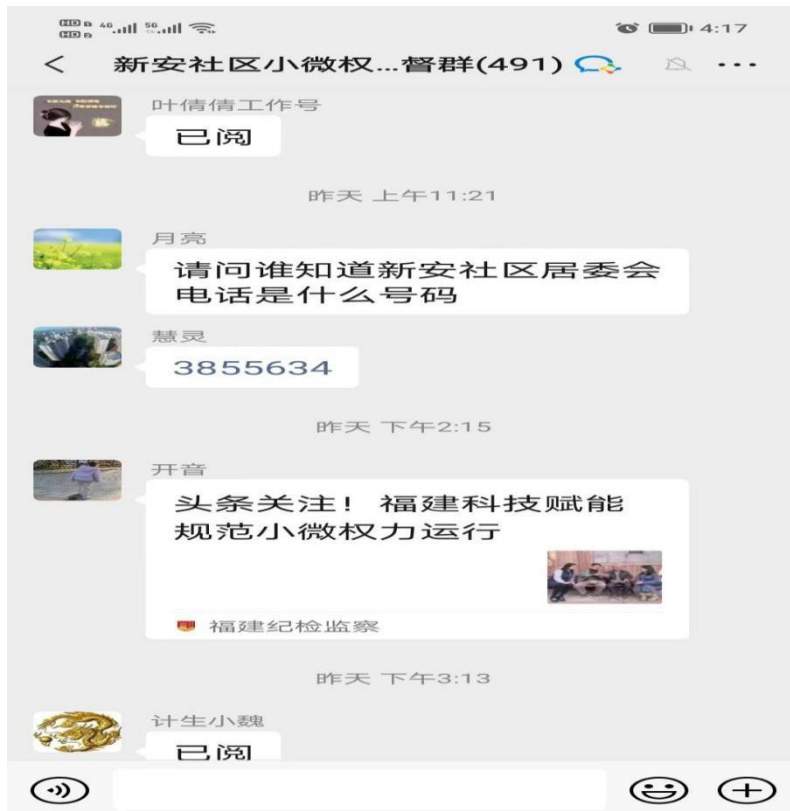 HD 4G 5G 4:17
HD
新安社区小微权...督群(491)
叶倩倩工作号
已阅
昨天 上午11:21
月亮
请问谁知道新安社区居委会
电话是什么号码
慧灵
3855634
昨天 下午2:15
开音
头条关注！福建科技赋能
规范小微权力运行
福建纪检监察
昨天 下午3:13
计生小魏
已阅